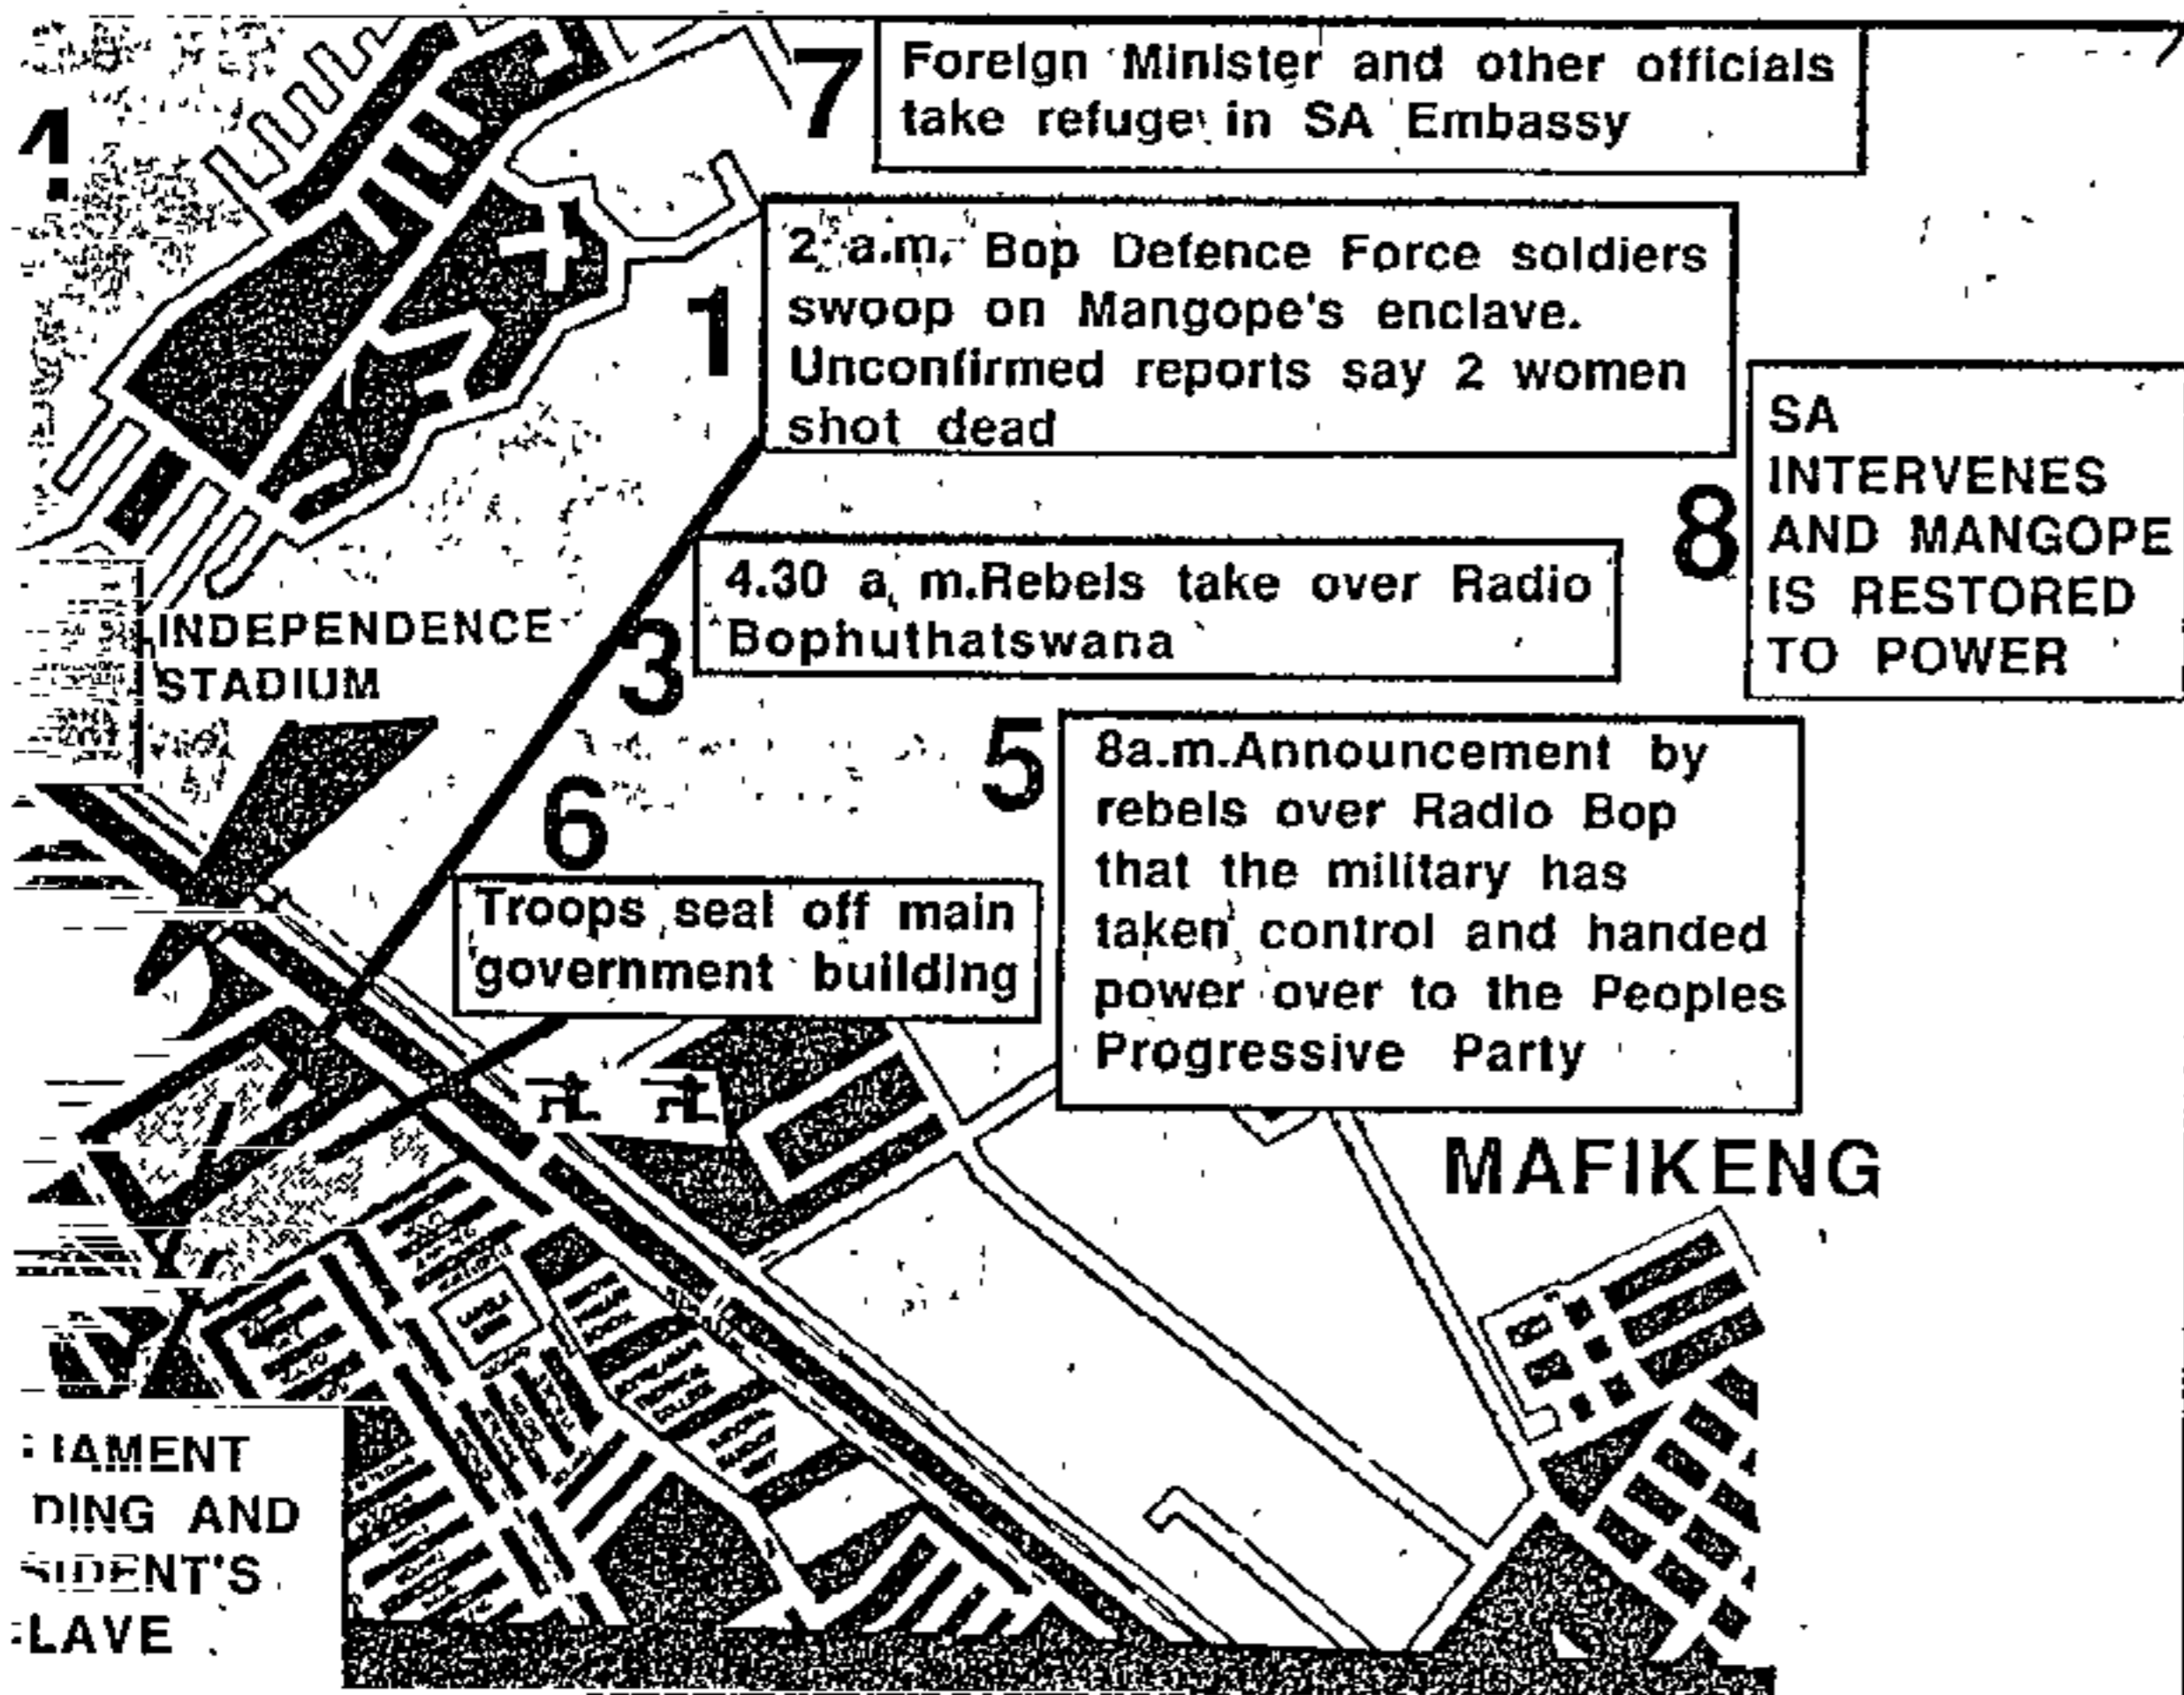 7
Foreign Minister and other officials
take refuge in SA Embassy
1
2 a.m. Bop Defence Force soldiers
swoop on Mangope's enclave.
Unconfirmed reports say 2 women
shot dead
8
SA
INTERVENES
AND MANGOPE
IS RESTORED
TO POWER
3
4.30 a, m.Rebels take over Radio
Bophuthatswana
INDEPENDENCE
STADIUM
5
8a.m.Announcement by
rebels over Radio Bop
that the military has
taken control and handed
power over to the Peoples
Progressive Party
6
Troops seal off main
government building
MAFIKENG
IAMENT
DING AND
SIDENT'S
LAVE